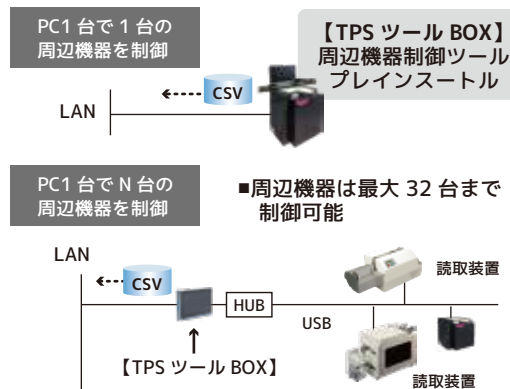 PC1 台で 1 台の
周辺機器を制御
【TPS ツール BOX】
周辺機器制御ツール
プレインスートル
CSV
LAN
PC1 台で N 台の
周辺機器を制御
■周辺機器は最大 32 台まで
制御可能
LAN
CSV
HUB
USB
読取装置
【TPS ツール BOX】
読取装置